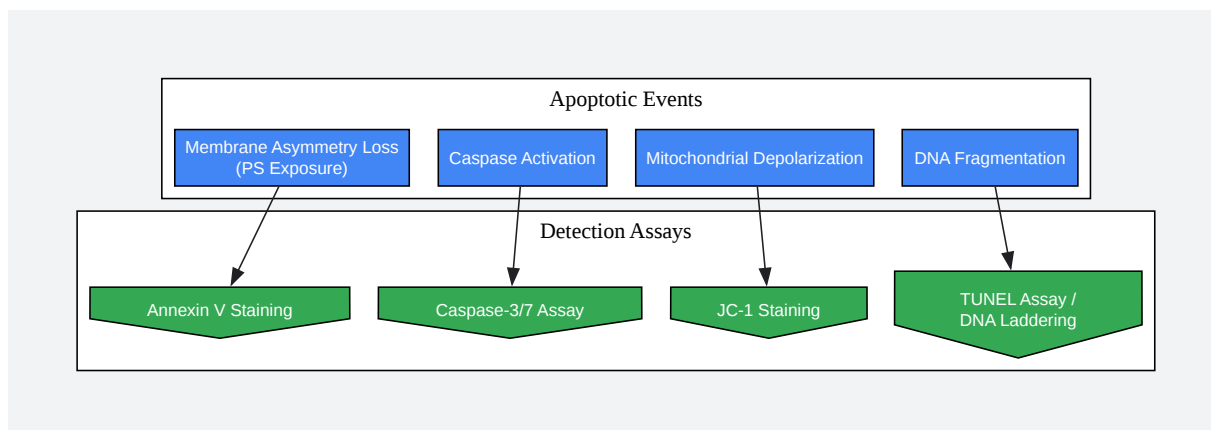 Apoptotic Events
Membrane Asymmetry Loss
(PS Exposure)
Caspase Activation
Mitochondrial Depolarization
DNA Fragmentation
Detection Assays
Annexin V Staining
Caspase-3/7 Assay
JC-1 Staining
TUNEL Assay /
DNA Laddering